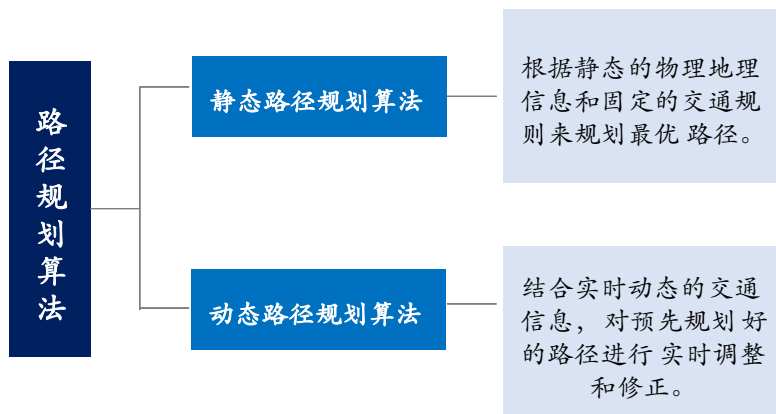 路径规划算法
静态路径规划算法
根据静态的物理地理
信息和固定的交通规
则来规划最优 路径。
动态路径规划算法
结合实时动态的交通
信息，对预先规划 好
的路径进行 实时调整
和修正。